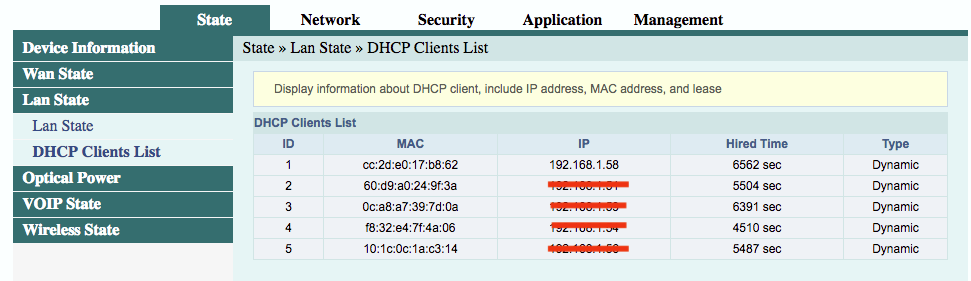 State Network Security Application Management
Device Information
Wan State
Lan State
Lan State
DHCP Clients List
Optical Power
VOIP State
Wireless State
State » Lan State » DHCP Clients List
Display information about DHCP client, include IP address, MAC address, and lease
DHCP Clients List
ID MAC IP Hired Time Type
1 cc:2d:e0:17:b8:62 192.168.1.58 6562 sec Dynamic
2 60:d9:a0:24:9f:3a 5504 sec Dynamic
3 0c:a8:a7:39:7d:0a 6391 sec Dynamic
4 f8:32:e4:7f:4a:06 4510 sec Dynamic
5 10:1c:0c:1a:c3:14 5487 sec Dynamic